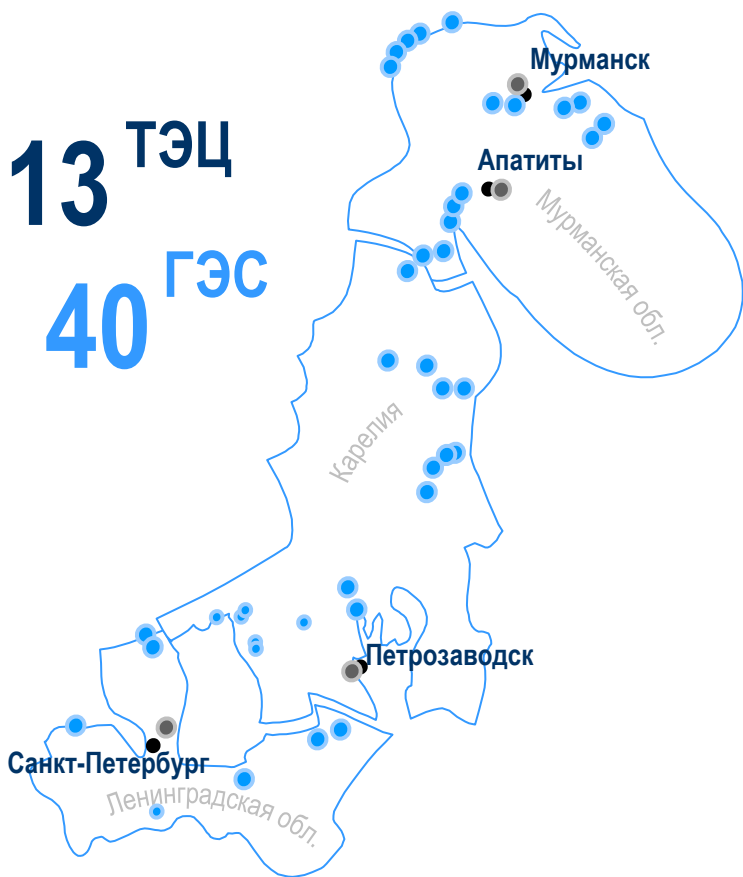 Мурманск
13 ТЭЦ
Апатиты
Мурманская обл.
40 ГЭС
Карелия
Петрозаводск
Санкт-Петербург
Ленинградская обл.